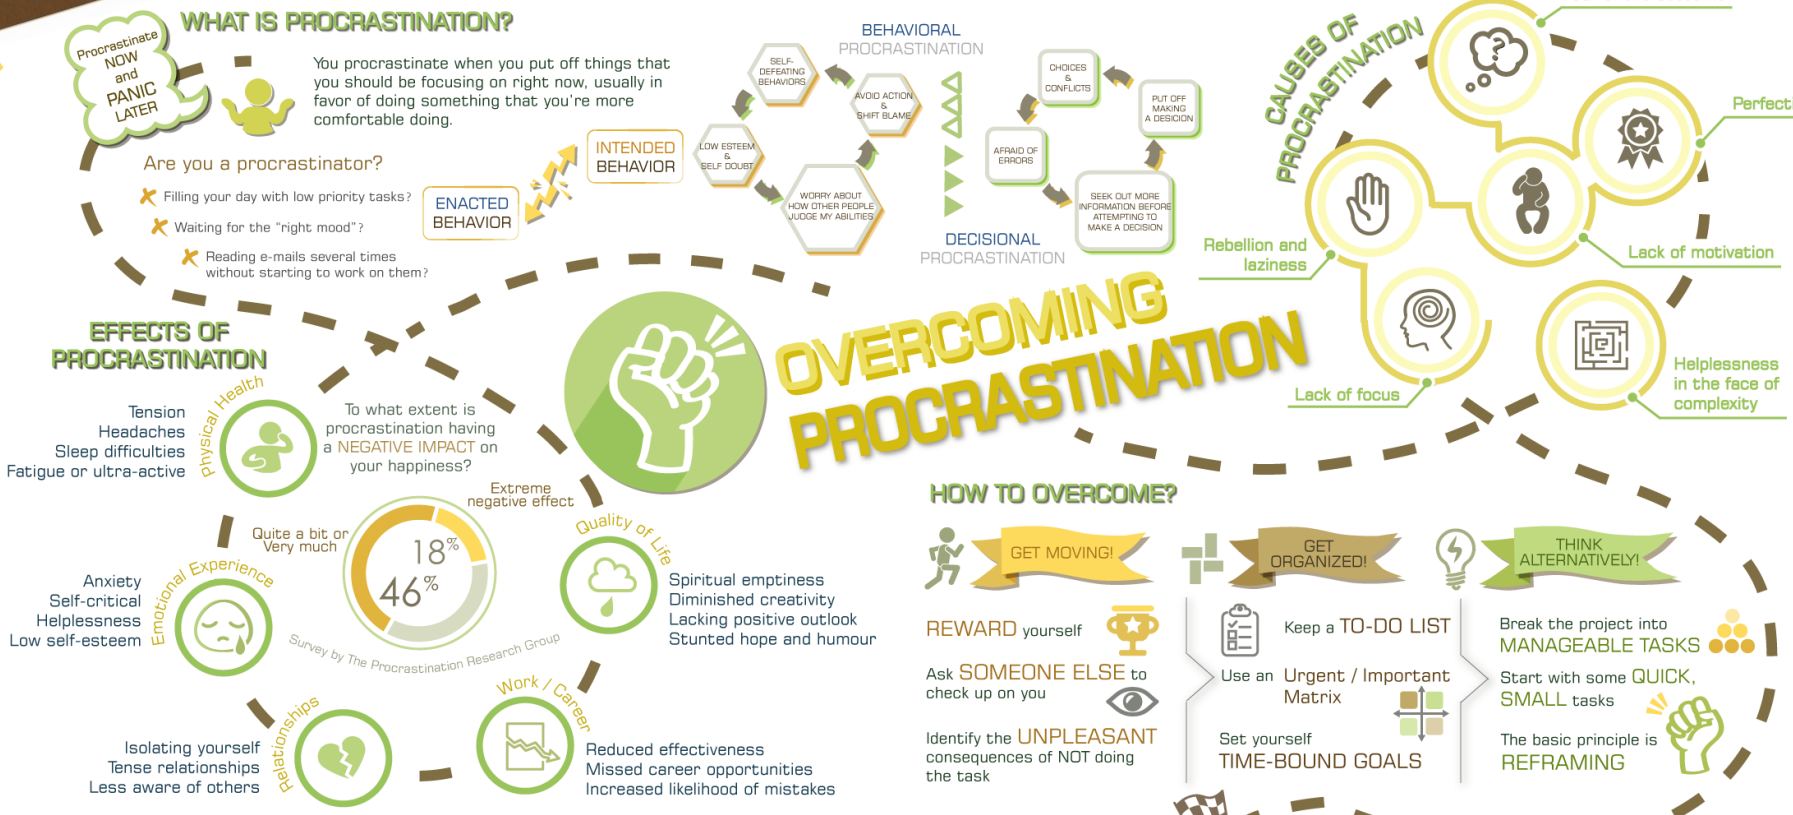 WHAT IS PROCRASTINATION?
Procrastinate
NOW
and
PANIC
LATER
You procrastinate when you put off things that
you should be focusing on right now, usually in
favor of doing something that you're more
comfortable doing.
Are you a procrastinator?
Filling your day with low priority tasks?
Waiting for the “right mood”?
Reading e-mails several times
without starting to work on them?
ENACTED
BEHAVIOR
INTENDED
BEHAVIOR
BEHAVIORAL
PROCRASTINATION
SELF-
DEFEATING
BEHAVIORS
AVOID ACTION
&
SHIFT BLAME
LOW ESTEEM
&
SELF DOUBT
WORRY ABOUT
HOW OTHER PEOPLE
JUDGE MY ABILITIES
CHOICES
&
CONFLICTS
PUT OFF
MAKING
A DESICION
AFRAID OF
ERRORS
SEEK OUT MORE
INFORMATION BEFORE
ATTEMPTING TO
MAKE A DECISION
DECISIONAL
PROCRASTINATION
CAUSES OF
PROCRASTINATION
Perfecti
Rebellion and
laziness
Lack of motivation
Lack of focus
Helplessness
in the face of
complexity
OVERCOMING
PROCRASTINATION
EFFECTS OF
PROCRASTINATION
Physical Health
Tension
Headaches
Sleep difficulties
Fatigue or ultra-active
To what extent is
procrastination having
a NEGATIVE IMPACT on
your happiness?
Extreme
negative effect
Quite a bit or
Very much
18%
46%
Survey by The Procrastination Research Group
Emotional Experience
Anxiety
Self-critical
Helplessness
Low self-esteem
Quality of Life
Spiritual emptiness
Diminished creativity
Lacking positive outlook
Stunted hope and humour
Relationships
Isolating yourself
Tense relationships
Less aware of others
Work / Career
Reduced effectiveness
Missed career opportunities
Increased likelihood of mistakes
HOW TO OVERCOME?
GET MOVING!
REWARD yourself
Ask SOMEONE ELSE to
check up on you
Identify the UNPLEASANT
consequences of NOT doing
the task
GET
ORGANIZED!
Keep a TO-DO LIST
Use an Urgent / Important
Matrix
Set yourself
TIME-BOUND GOALS
THINK
ALTERNATIVELY!
Break the project into
MANAGEABLE TASKS
Start with some QUICK,
SMALL tasks
The basic principle is
REFRAMING